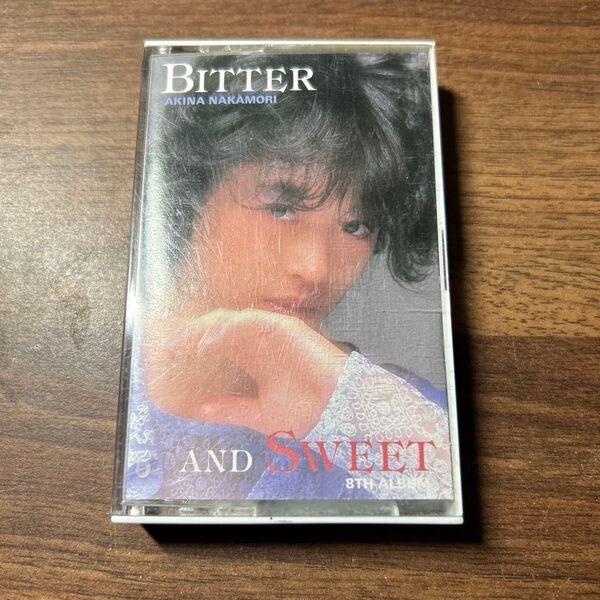 BITTER
AKINA NAKAMORI
AND SWEET
8TH ALBUM